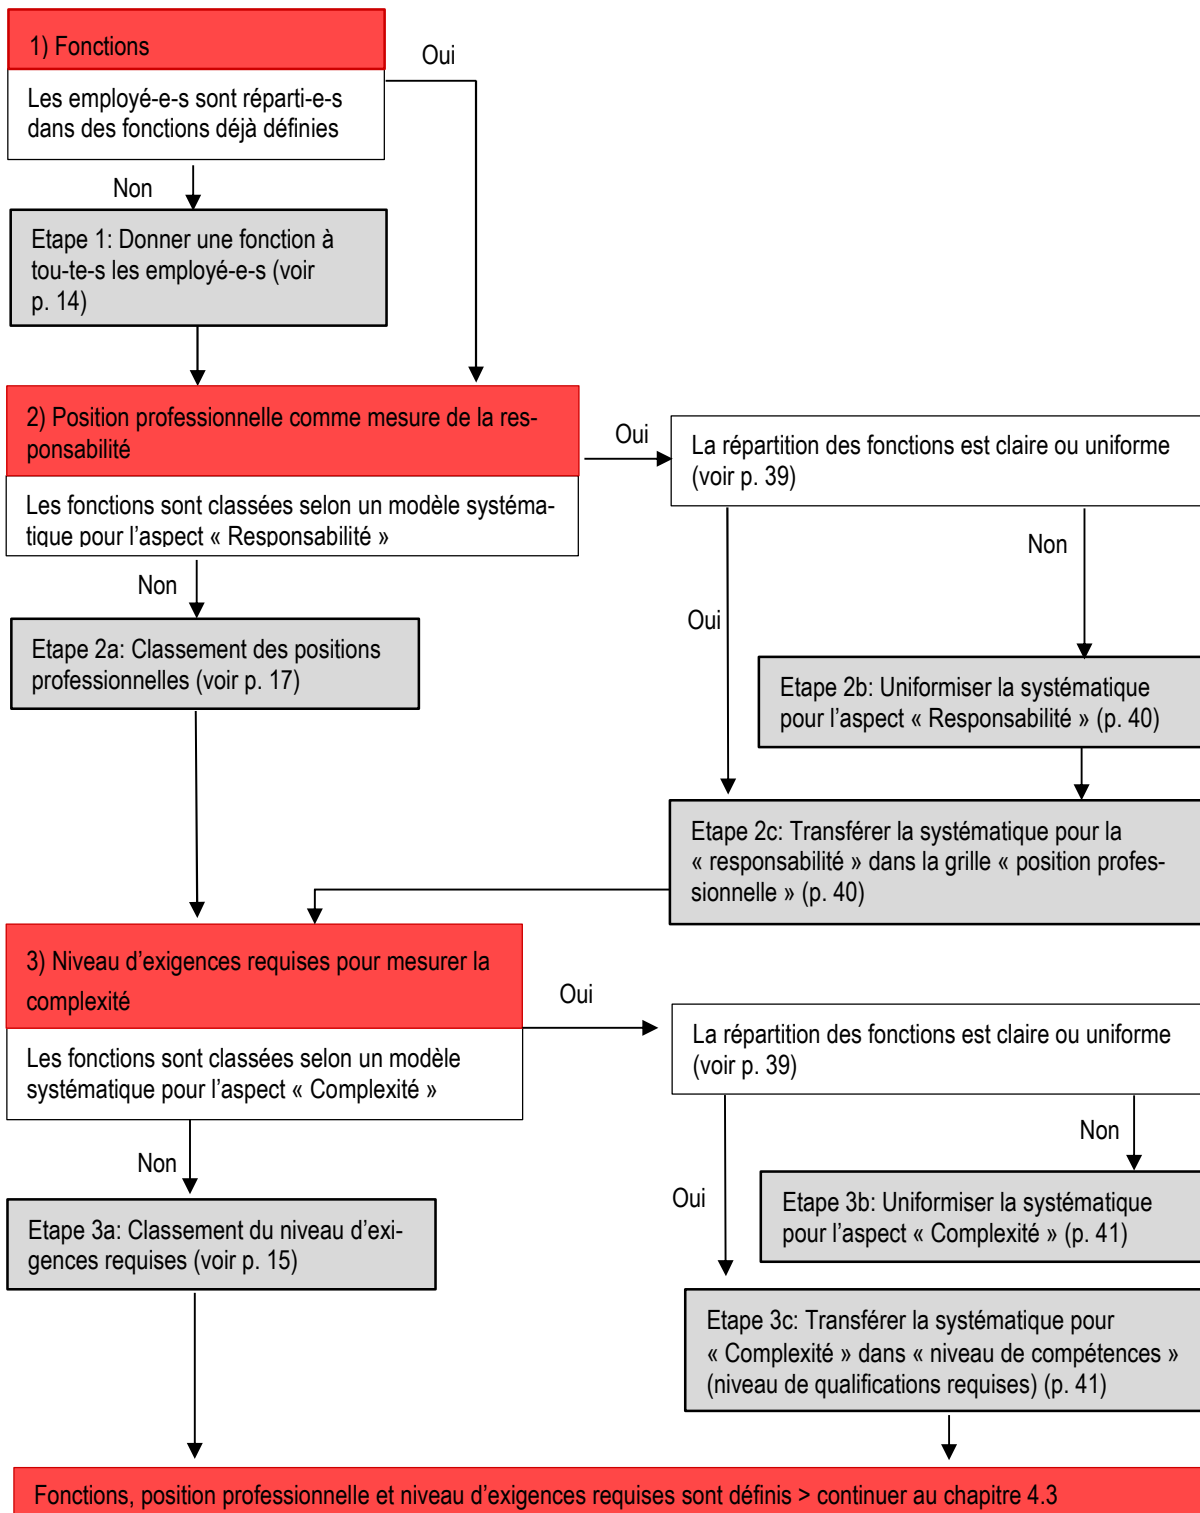 1) Fonctions
Oui
Les employé-e-s sont réparti-e-s
dans des fonctions déjà définies
Non
Etape 1: Donner une fonction à
tou-te-s les employé-e-s (voir
p. 14)
2) Position professionnelle comme mesure de la res-
ponsabilité
Les fonctions sont classées selon un modèle systéma-
tique pour l’aspect « Responsabilité »
Oui
La répartition des fonctions est claire ou uniforme
(voir p. 39)
Non
Non
Oui
Etape 2a: Classement des positions
professionnelles (voir p. 17)
Etape 2b: Uniformiser la systématique
pour l’aspect « Responsabilité » (p. 40)
Etape 2c: Transférer la systématique pour la
« responsabilité » dans la grille « position profes-
sionnelle » (p. 40)
3) Niveau d’exigences requises pour mesurer la
complexité
Les fonctions sont classées selon un modèle
systématique pour l’aspect « Complexité »
Oui
La répartition des fonctions est claire ou uniforme
(voir p. 39)
Non
Non
Oui
Etape 3a: Classement du niveau d’exi-
gences requises (voir p. 15)
Etape 3b: Uniformiser la systématique
pour l’aspect « Complexité » (p. 41)
Etape 3c: Transférer la systématique pour
« Complexité » dans « niveau de compétences »
(niveau de qualifications requises) (p. 41)
Fonctions, position professionnelle et niveau d’exigences requises sont définis > continuer au chapitre 4.3